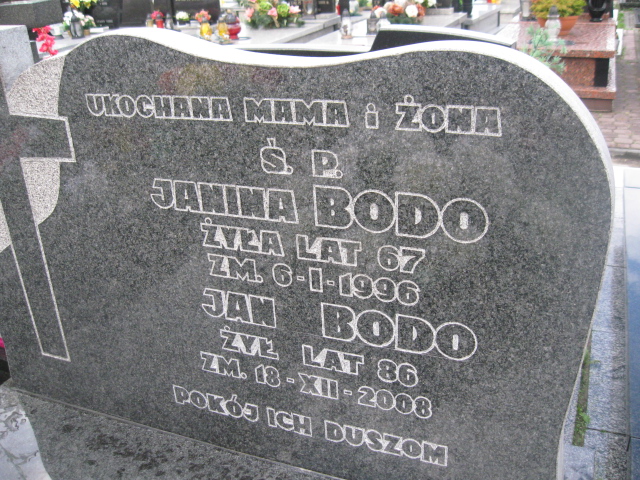 UKOCHANA MAMA i ŻONA
Ś. P.
JANINA BODO
ŻYŁA LAT 67
ZM. 6-I-1996
JAN BODO
ŻYŁ LAT 86
ZM. 18-XII-2008
POKÓJ ICH DUSZOM